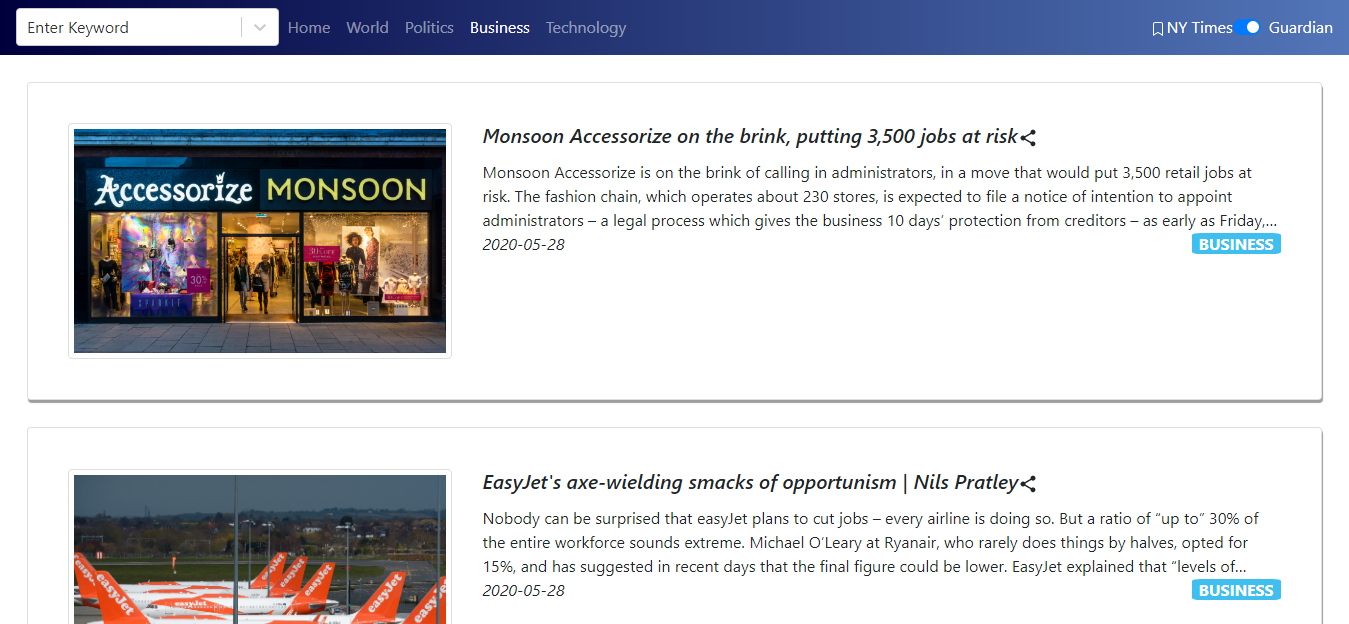 Enter Keyword
Home World Politics Business Technology
NY Times Guardian
Accessorize MONSOON
30%
Monsoon Accessorize on the brink, putting 3,500 jobs at risk
Monsoon Accessorize is on the brink of calling in administrators, in a move that would put 3,500 retail jobs at
risk. The fashion chain, which operates about 230 stores, is expected to file a notice of intention to appoint
administrators – a legal process which gives the business 10 days’ protection from creditors – as early as Friday,...
2020-05-28
BUSINESS
easyJet
easyJet
easyJet
easyJet
easyJet
EasyJet's axe-wielding smacks of opportunism | Nils Pratley
Nobody can be surprised that easyJet plans to cut jobs – every airline is doing so. But a ratio of “up to” 30% of
the entire workforce sounds extreme. Michael O’Leary at Ryanair, who rarely does things by halves, opted for
15%, and has suggested in recent days that the final figure could be lower. EasyJet explained that “levels of...
2020-05-28
BUSINESS